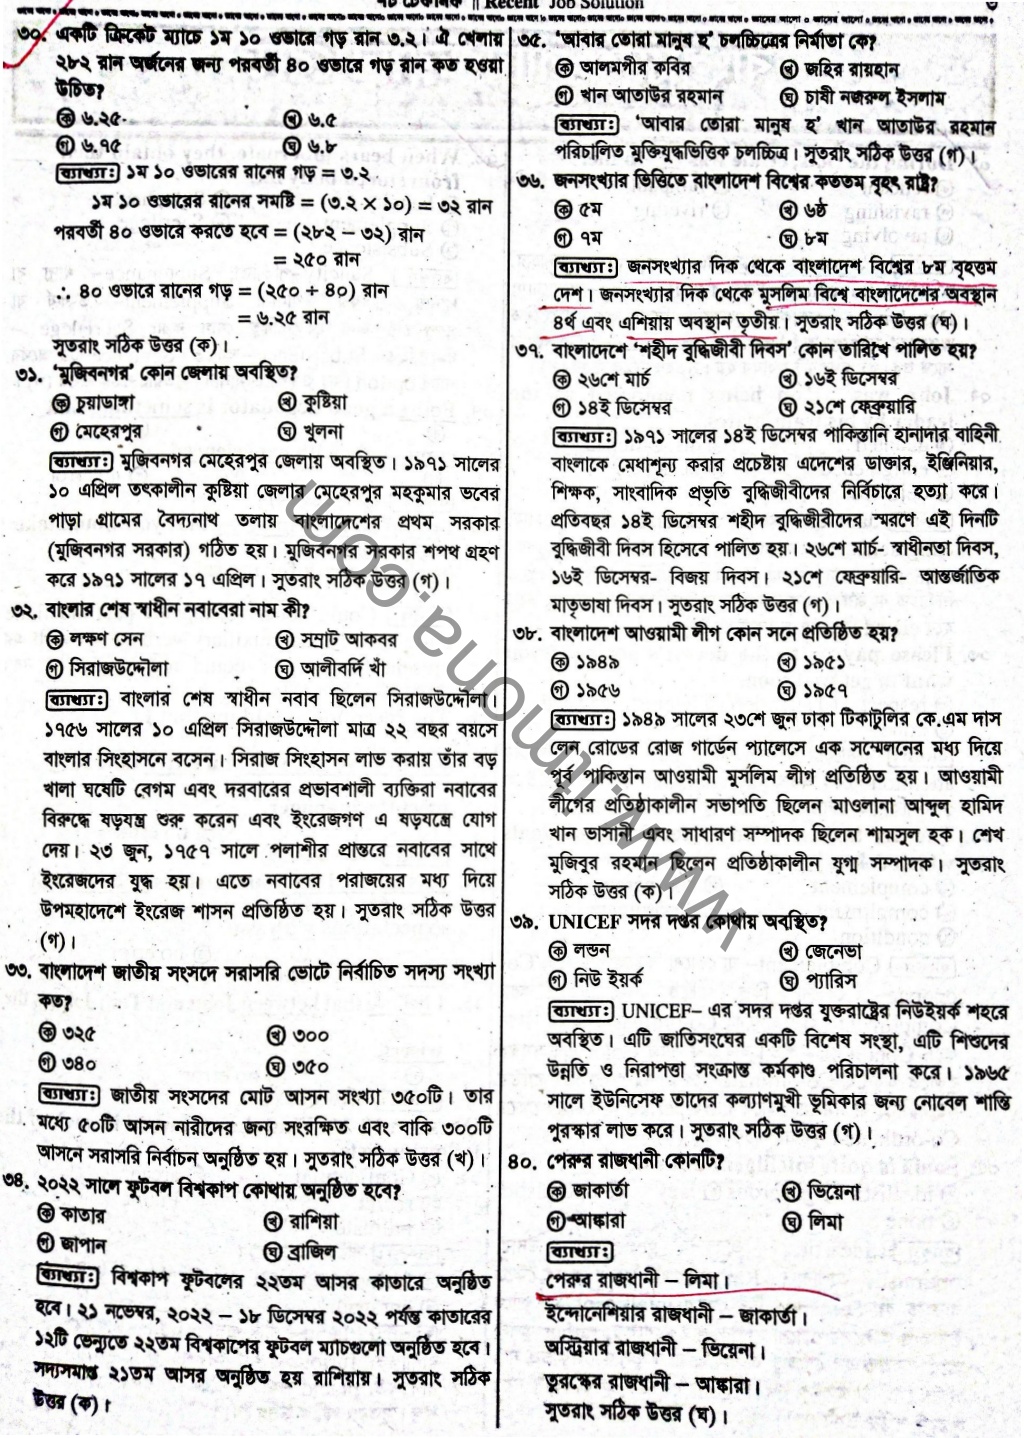 || Recent Job Solution
৩০. একটি ক্রিকেট ম্যাচে ১ম ১০ ওভারে গড় রান ৩.২। ঐ খেলায়
২৮২ রান অর্জনের জন্য পরবর্তী ৪০ ওভারে গড় রান কত হওয়া
উচিত?
ক ৬.২৫ খ ৬.৫
গ ৬.৭৫ ঘ ৬.৮
ব্যাখ্যা: ১ম ১০ ওভারের রানের গড় = ৩.২
১ম ১০ ওভারের রানের সমষ্টি = (৩.২ × ১০) = ৩২ রান
পরবর্তী ৪০ ওভারে করতে হবে = (২৮২ – ৩২) রান
= ২৫০ রান
∴ ৪০ ওভারে রানের গড় = (২৫০ ÷ ৪০) রান
= ৬.২৫ রান
সুতরাং সঠিক উত্তর (ক)।
৩১. ‘মুজিবনগর’ কোন জেলায় অবস্থিত?
ক চুয়াডাঙ্গা খ কুষ্টিয়া
গ মেহেরপুর ঘ খুলনা
ব্যাখ্যা: মুজিবনগর মেহেরপুর জেলায় অবস্থিত। ১৯৭১ সালের
১০ এপ্রিল তৎকালীন কুষ্টিয়া জেলার মেহেরপুর মহকুমার ভবের
পাড়া গ্রামের বৈদ্যনাথ তলায় বাংলাদেশের প্রথম সরকার
(মুজিবনগর সরকার) গঠিত হয়। মুজিবনগর সরকার শপথ গ্রহণ
করে ১৯৭১ সালের ১৭ এপ্রিল। সুতরাং সঠিক উত্তর (গ)।
৩২. বাংলার শেষ স্বাধীন নবাবেরা নাম কী?
ক লক্ষণ সেন খ সম্রাট আকবর
গ সিরাজউদ্দৌলা ঘ আলীবর্দি খাঁ
ব্যাখ্যা: বাংলার শেষ স্বাধীন নবাব ছিলেন সিরাজউদ্দৌলা।
১৭৫৬ সালের ১০ এপ্রিল সিরাজউদ্দৌলা মাত্র ২২ বছর বয়সে
বাংলার সিংহাসনে বসেন। সিরাজ সিংহাসন লাভ করায় তাঁর বড়
খালা ঘষেটি বেগম এবং দরবারের প্রভাবশালী ব্যক্তিরা নবাবের
বিরুদ্ধে ষড়যন্ত্র শুরু করেন এবং ইংরেজগণ এ ষড়যন্ত্রে যোগ
দেয়। ২৩ জুন, ১৭৫৭ সালে পলাশীর প্রান্তরে নবাবের সাথে
ইংরেজদের যুদ্ধ হয়। এতে নবাবের পরাজয়ের মধ্য দিয়ে
উপমহাদেশে ইংরেজ শাসন প্রতিষ্ঠিত হয়। সুতরাং সঠিক উত্তর
(গ)।
৩৩. বাংলাদেশ জাতীয় সংসদে সরাসরি ভোটে নির্বাচিত সদস্য সংখ্যা
কত?
ক ৩২৫ খ ৩০০
গ ৩৪০ ঘ ৩৫০
ব্যাখ্যা: জাতীয় সংসদের মোট আসন সংখ্যা ৩৫০টি। তার
মধ্যে ৫০টি আসন নারীদের জন্য সংরক্ষিত এবং বাকি ৩০০টি
আসনে সরাসরি নির্বাচন অনুষ্ঠিত হয়। সুতরাং সঠিক উত্তর (খ)।
৩৪. ২০২২ সালে ফুটবল বিশ্বকাপ কোথায় অনুষ্ঠিত হবে?
ক কাতার খ রাশিয়া
গ জাপান ঘ ব্রাজিল
ব্যাখ্যা: বিশ্বকাপ ফুটবলের ২২তম আসর কাতারে অনুষ্ঠিত
হবে। ২১ নভেম্বর, ২০২২ – ১৮ ডিসেম্বর ২০২২ পর্যন্ত কাতারের
১২টি ভেন্যুতে ২২তম বিশ্বকাপের ফুটবল ম্যাচগুলো অনুষ্ঠিত হবে।
সদ্যসমাপ্ত ২১তম আসর অনুষ্ঠিত হয় রাশিয়ায়। সুতরাং সঠিক
উত্তর (ক)।
৩৫. ‘আবার তোরা মানুষ হ’ চলচ্চিত্রের নির্মাতা কে?
ক আলমগীর কবির খ জহির রায়হান
গ খান আতাউর রহমান ঘ চাষী নজরুল ইসলাম
ব্যাখ্যা: ‘আবার তোরা মানুষ হ’ খান আতাউর রহমান
পরিচালিত মুক্তিযুদ্ধভিত্তিক চলচ্চিত্র। সুতরাং সঠিক উত্তর (গ)।
৩৬. জনসংখ্যার ভিত্তিতে বাংলাদেশ বিশ্বের কততম বৃহৎ রাষ্ট্র?
ক ৫ম খ ৬ষ্ঠ
গ ৭ম ঘ ৮ম
ব্যাখ্যা: জনসংখ্যার দিক থেকে বাংলাদেশ বিশ্বের ৮ম বৃহত্তম
দেশ। জনসংখ্যার দিক থেকে মুসলিম বিশ্বে বাংলাদেশের অবস্থান
৪র্থ এবং এশিয়ায় অবস্থান তৃতীয়। সুতরাং সঠিক উত্তর (ঘ)।
৩৭. বাংলাদেশে ‘শহীদ বুদ্ধিজীবী দিবস’ কোন তারিখে পালিত হয়?
ক ২৬শে মার্চ খ ১৬ই ডিসেম্বর
গ ১৪ই ডিসেম্বর ঘ ২১শে ফেব্রুয়ারি
ব্যাখ্যা: ১৯৭১ সালের ১৪ই ডিসেম্বর পাকিস্তানি হানাদার বাহিনী
বাংলাকে মেধাশূন্য করার প্রচেষ্টায় এদেশের ডাক্তার, ইঞ্জিনিয়ার,
শিক্ষক, সাংবাদিক প্রভৃতি বুদ্ধিজীবীদের নির্বিচারে হত্যা করে।
প্রতিবছর ১৪ই ডিসেম্বর শহীদ বুদ্ধিজীবীদের স্মরণে এই দিনটি
বুদ্ধিজীবী দিবস হিসেবে পালিত হয়। ২৬শে মার্চ- স্বাধীনতা দিবস,
১৬ই ডিসেম্বর- বিজয় দিবস। ২১শে ফেব্রুয়ারি- আন্তর্জাতিক
মাতৃভাষা দিবস। সুতরাং সঠিক উত্তর (গ)।
৩৮. বাংলাদেশ আওয়ামী লীগ কোন সনে প্রতিষ্ঠিত হয়?
ক ১৯৪৯ খ ১৯৫১
গ ১৯৫৬ ঘ ১৯৫৭
ব্যাখ্যা: ১৯৪৯ সালের ২৩শে জুন ঢাকা টিকাটুলির কে.এম দাস
লেন রোডের রোজ গার্ডেন প্যালেসে এক সম্মেলনের মধ্য দিয়ে
পূর্ব পাকিস্তান আওয়ামী মুসলিম লীগ প্রতিষ্ঠিত হয়। আওয়ামী
লীগের প্রতিষ্ঠাকালীন সভাপতি ছিলেন মাওলানা আব্দুল হামিদ
খান ভাসানী এবং সাধারণ সম্পাদক ছিলেন শামসুল হক। শেখ
মুজিবুর রহমান ছিলেন প্রতিষ্ঠাকালীন যুগ্ম সম্পাদক। সুতরাং
সঠিক উত্তর (ক)।
৩৯. UNICEF সদর দপ্তর কোথায় অবস্থিত?
ক লন্ডন খ জেনেভা
গ নিউ ইয়র্ক ঘ প্যারিস
ব্যাখ্যা: UNICEF– এর সদর দপ্তর যুক্তরাষ্ট্রের নিউইয়র্ক শহরে
অবস্থিত। এটি জাতিসংঘের একটি বিশেষ সংস্থা, এটি শিশুদের
উন্নতি ও নিরাপত্তা সংক্রান্ত কর্মকাণ্ড পরিচালনা করে। ১৯৬৫
সালে ইউনিসেফ তাদের কল্যাণমুখী ভূমিকার জন্য নোবেল শান্তি
পুরস্কার লাভ করে। সুতরাং সঠিক উত্তর (গ)।
৪০. পেরুর রাজধানী কোনটি?
ক জাকার্তা খ ভিয়েনা
গ আঙ্কারা ঘ লিমা
ব্যাখ্যা:
পেরুর রাজধানী – লিমা।
ইন্দোনেশিয়ার রাজধানী – জাকার্তা।
অস্ট্রিয়ার রাজধানী – ভিয়েনা।
তুরস্কের রাজধানী – আঙ্কারা।
সুতরাং সঠিক উত্তর (ঘ)।
www.itmona.com